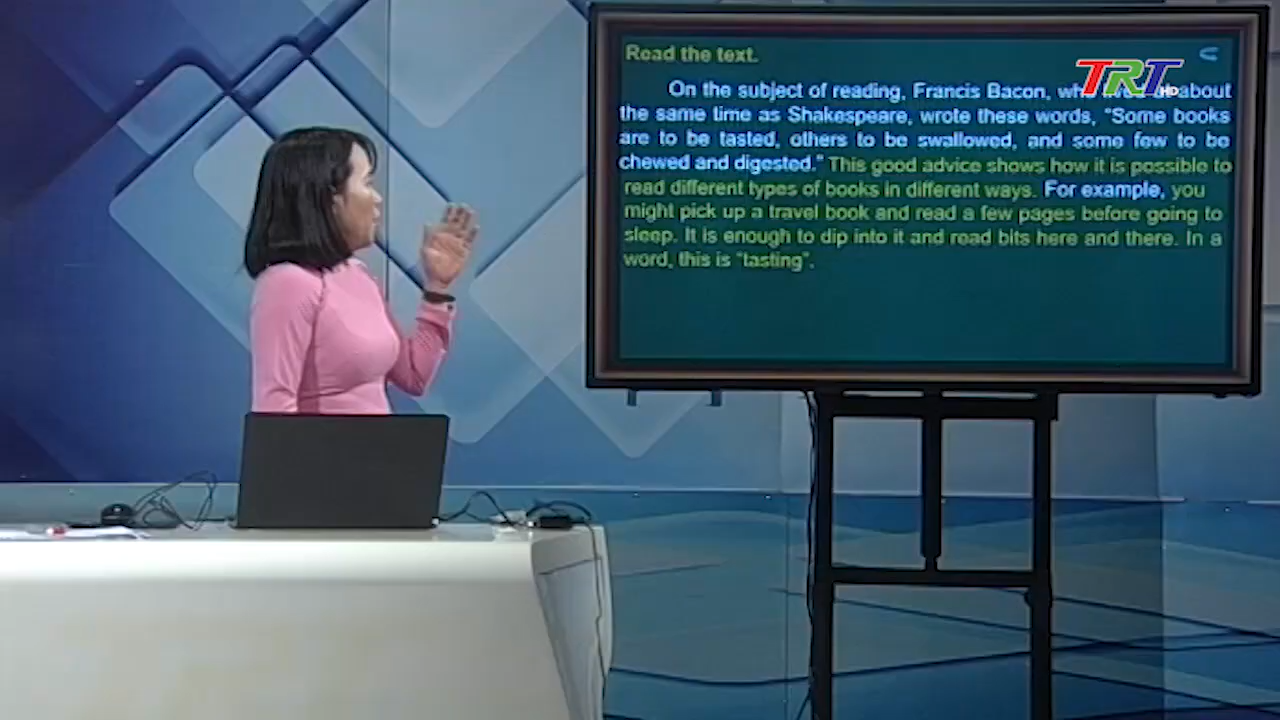 Read the text.
TRT HD
On the subject of reading, Francis Bacon, about
the same time as Shakespeare, wrote these words, “Some books
are to be tasted, others to be swallowed, and some few to be
chewed and digested.” This good advice shows how it is possible to
read different types of books in different ways. For example, you
might pick up a travel book and read a few pages before going to
sleep. It is enough to dip into it and read bits here and there. In a
word, this is “tasting”.